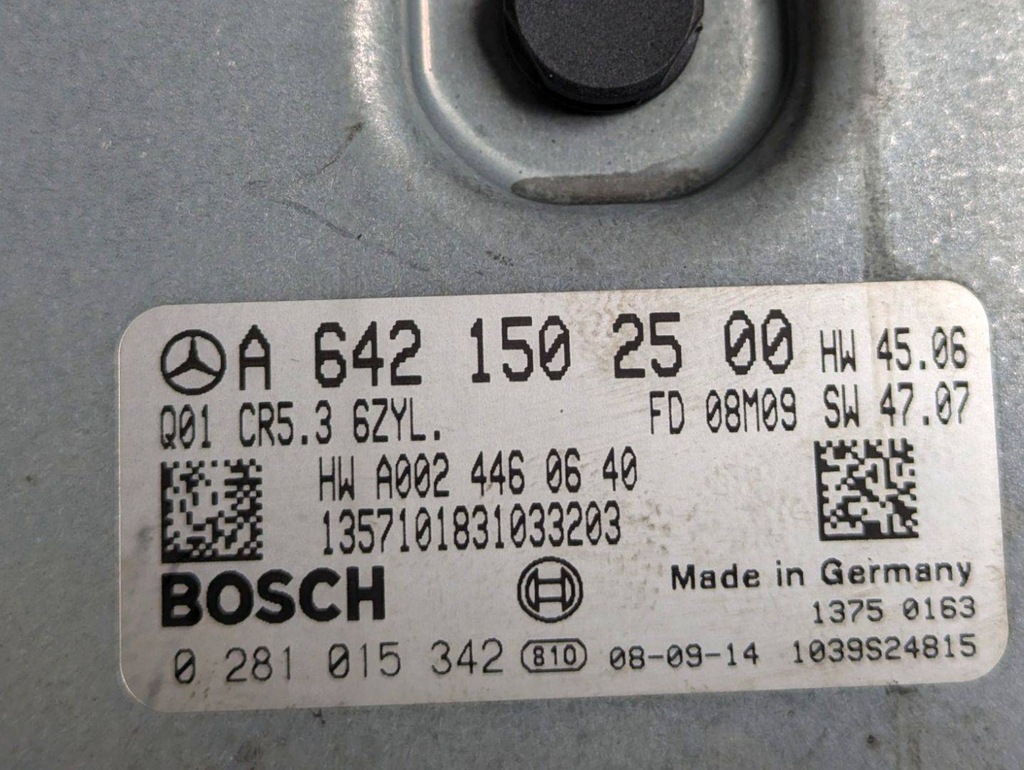 A 642 150 25 00 HW 45.06
Q01 CR5.3 6ZYL. FD 08M09 SW 47.07
HW A002 446 06 40
1357101831033203
BOSCH Made in Germany
1375 0163
0 281 015 342 810 08-09-14 1039S24815